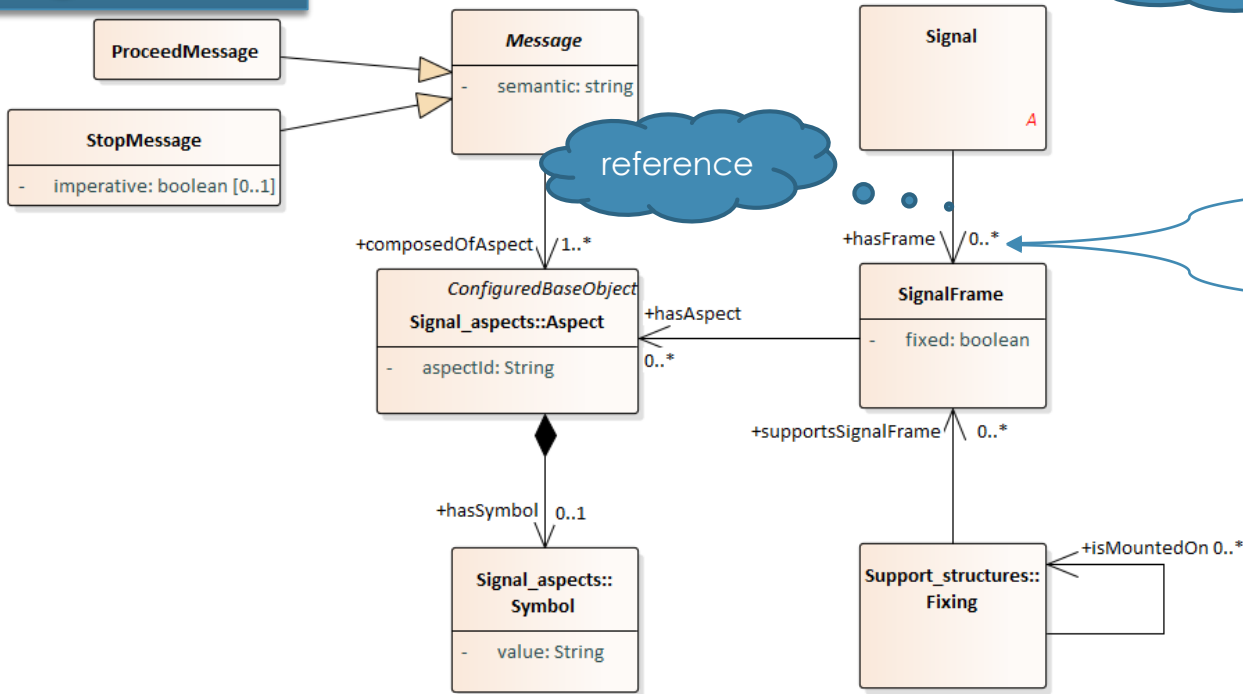 ProceedMessage
StopMessage
- imperative: boolean [0..1]
Message
- semantic: string
reference
Signal
A
+composedOfAspect
1..*
+hasFrame
0..*
ConfiguredBaseObject
Signal_aspects::Aspect
- aspectId: String
+hasAspect
0..*
SignalFrame
- fixed: boolean
+supportsSignalFrame
0..*
+hasSymbol
0..1
Signal_aspects::
Symbol
- value: String
Support_structures::
Fixing
+isMountedOn 0..*